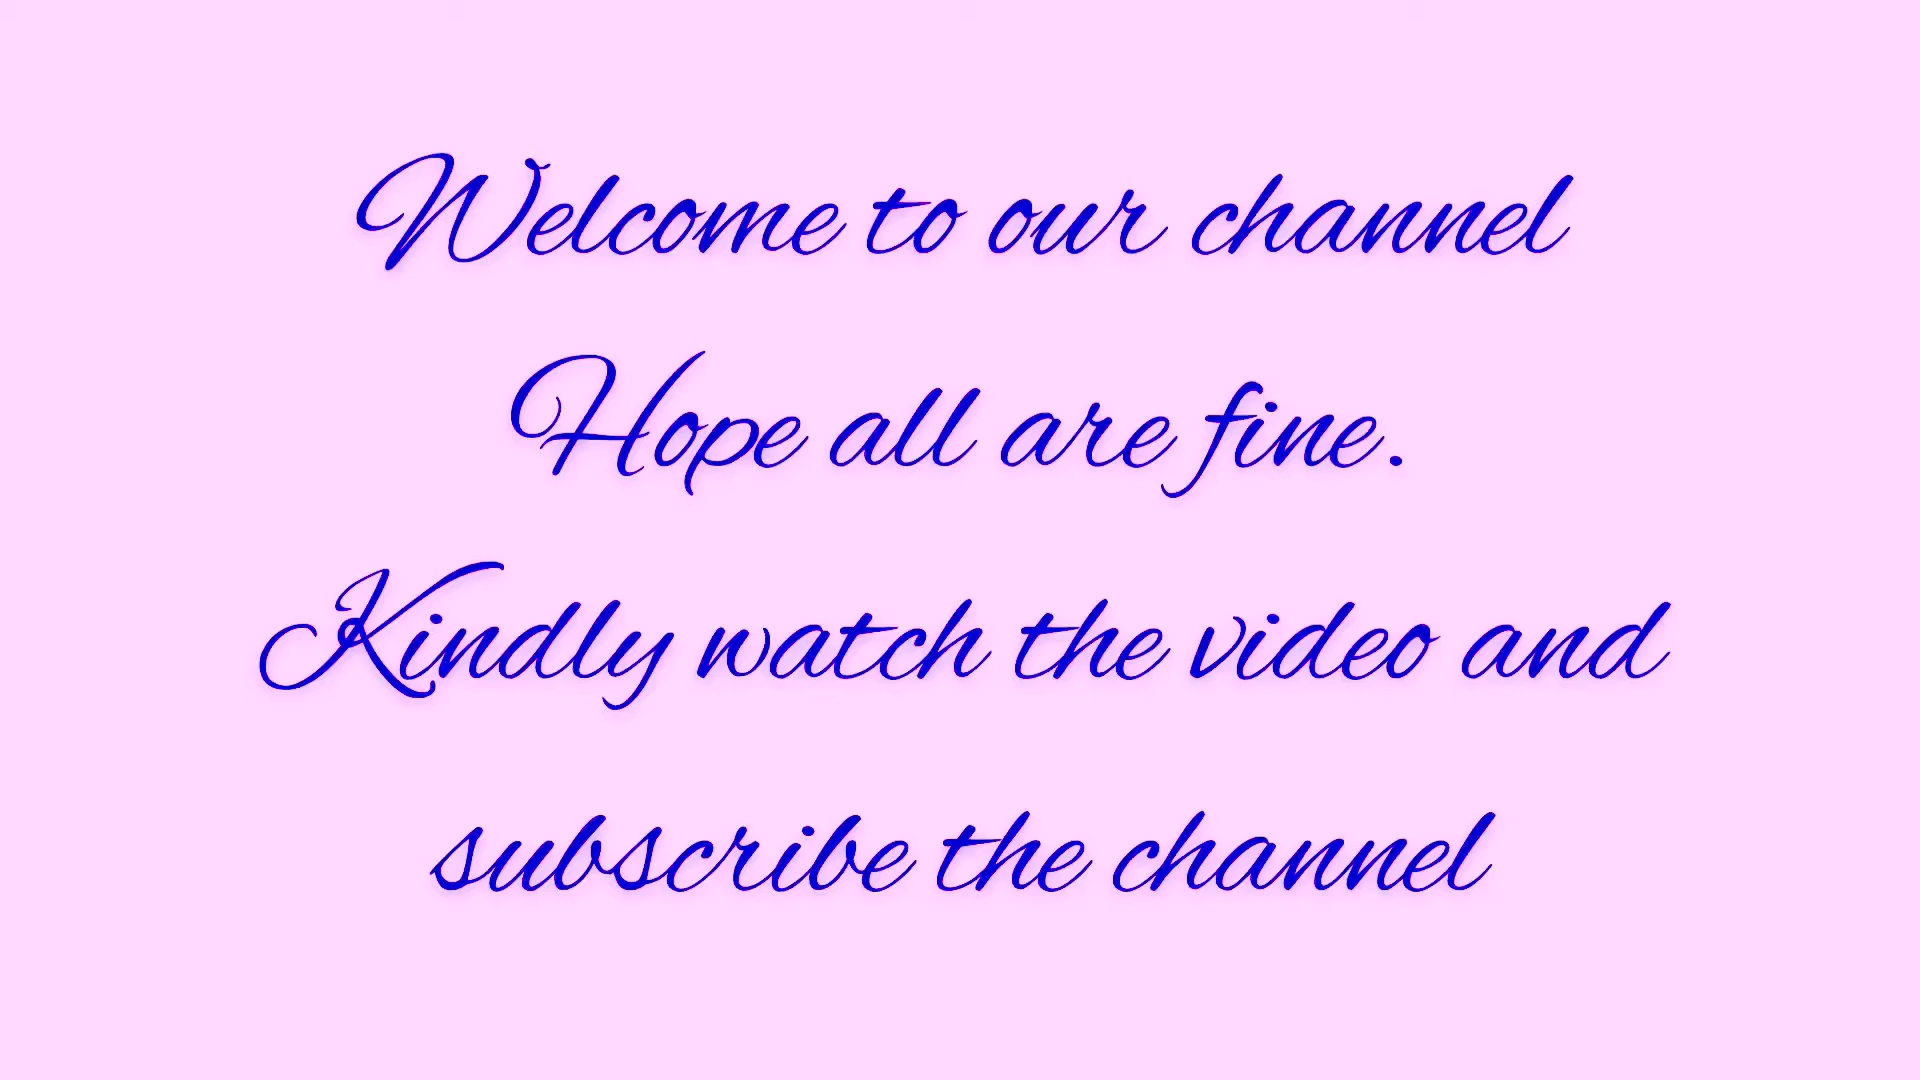 Welcome to our channel
Hope all are fine.
Kindly watch the video and
subscribe the channel